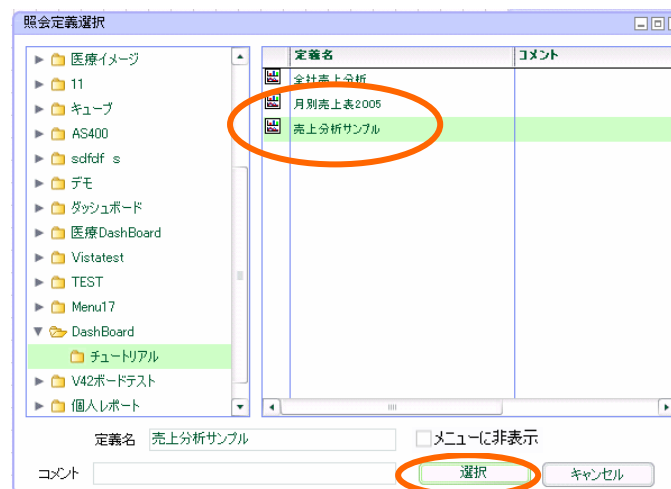 照会定義選択
医療イメージ
11
キューブ
AS400
sdfdf s
デモ
ダッシュボード
医療DashBoard
Vistatest
TEST
Menu17
DashBoard
チュートリアル
V42ボードテスト
個人レポート
定義名 コメント
全社売上分析
月別売上表2005
売上分析サンプル
定義名 売上分析サンプル メニューに非表示
コメント 選択 キャンセル